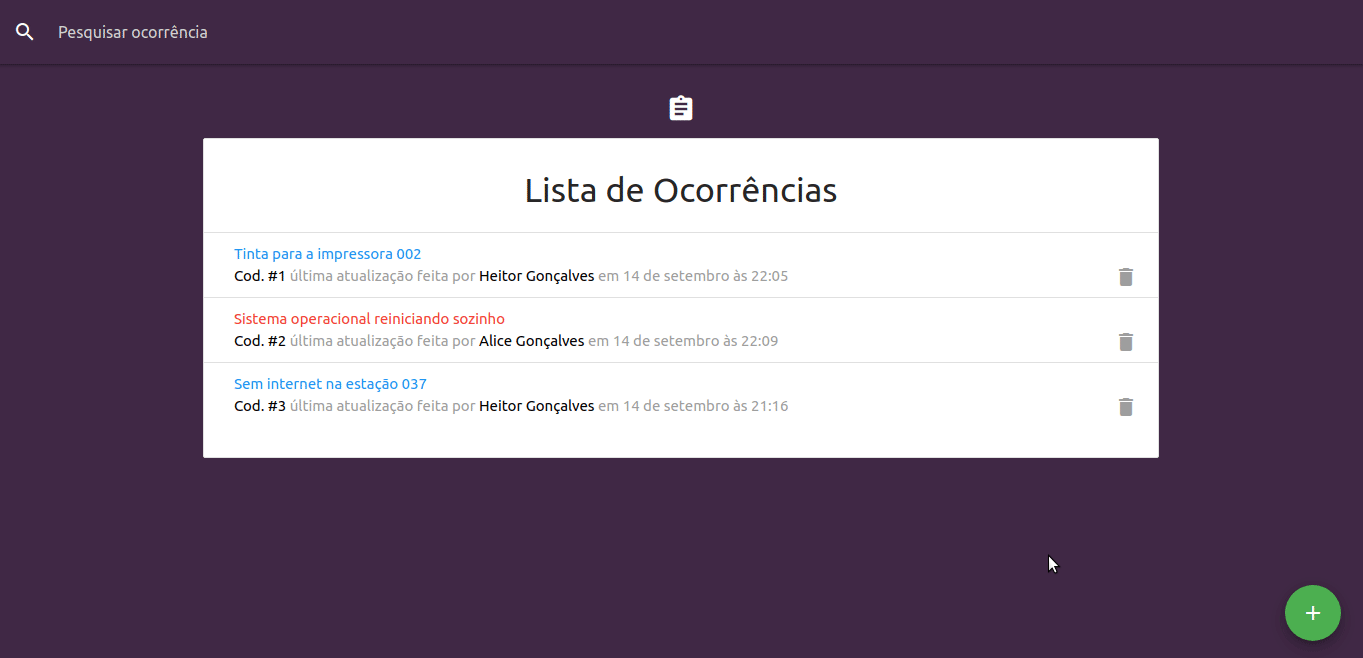 Pesquisar ocorrência
Lista de Ocorrências
Tinta para a impressora 002
Cod. #1 última atualização feita por Heitor Gonçalves em 14 de setembro às 22:05
Sistema operacional reiniciando sozinho
Cod. #2 última atualização feita por Alice Gonçalves em 14 de setembro às 22:09
Sem internet na estação 037
Cod. #3 última atualização feita por Heitor Gonçalves em 14 de setembro às 21:16